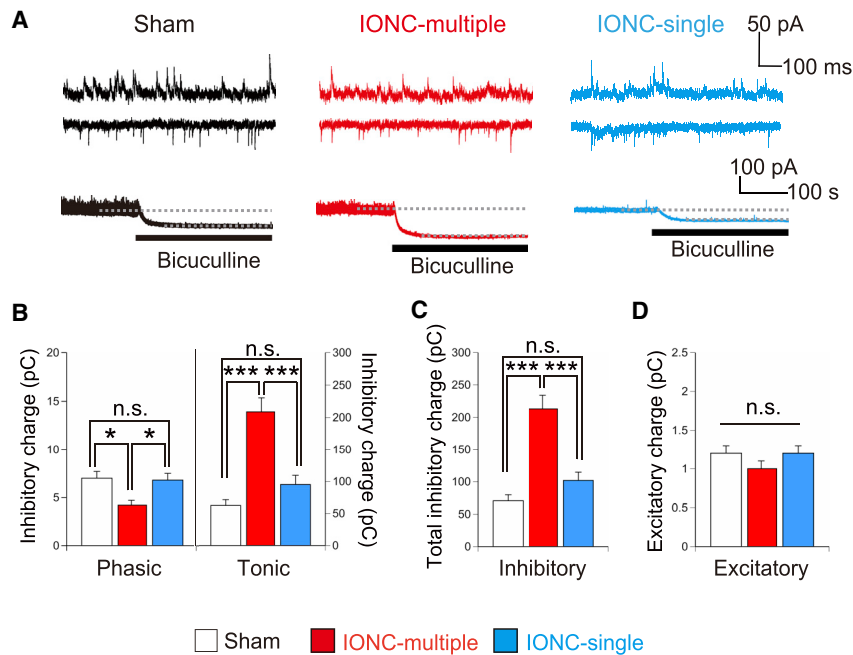 A
Sham
IONC-multiple
IONC-single
50 pA
100 ms
100 pA
100 s
Bicuculline
Bicuculline
Bicuculline
B
Inhibitory charge (pC)
20
15
10
5
0
n.s.
*
*
Phasic
n.s.
*** ***
Tonic
300
250
200
150
100
50
0
Inhibitory charge (pC)
C
Total inhibitory charge (pC)
300
250
200
150
100
50
0
n.s.
*** ***
Inhibitory
D
Excitatory charge (pC)
2.5
2
1.5
1
0.5
0
n.s.
Excitatory
Sham
IONC-multiple
IONC-single